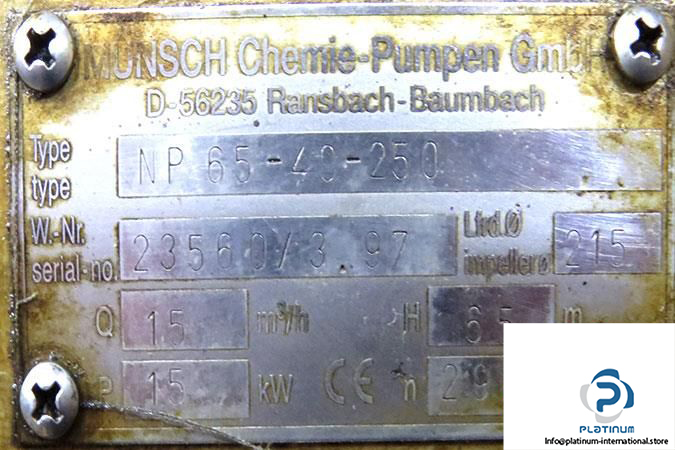 MUNSCH Chemie-Pumpen GmbH
D-56235 Ransbach-Baumbach
Type NP 65-40-250
type
W.-Nr. 23560/3 97 Lfrd.Ø 215
serial-no. impeller ø
Q 15 m³/h H 65 m
P 15 kW CE n
PLATINUM
Info@platinum-international.store